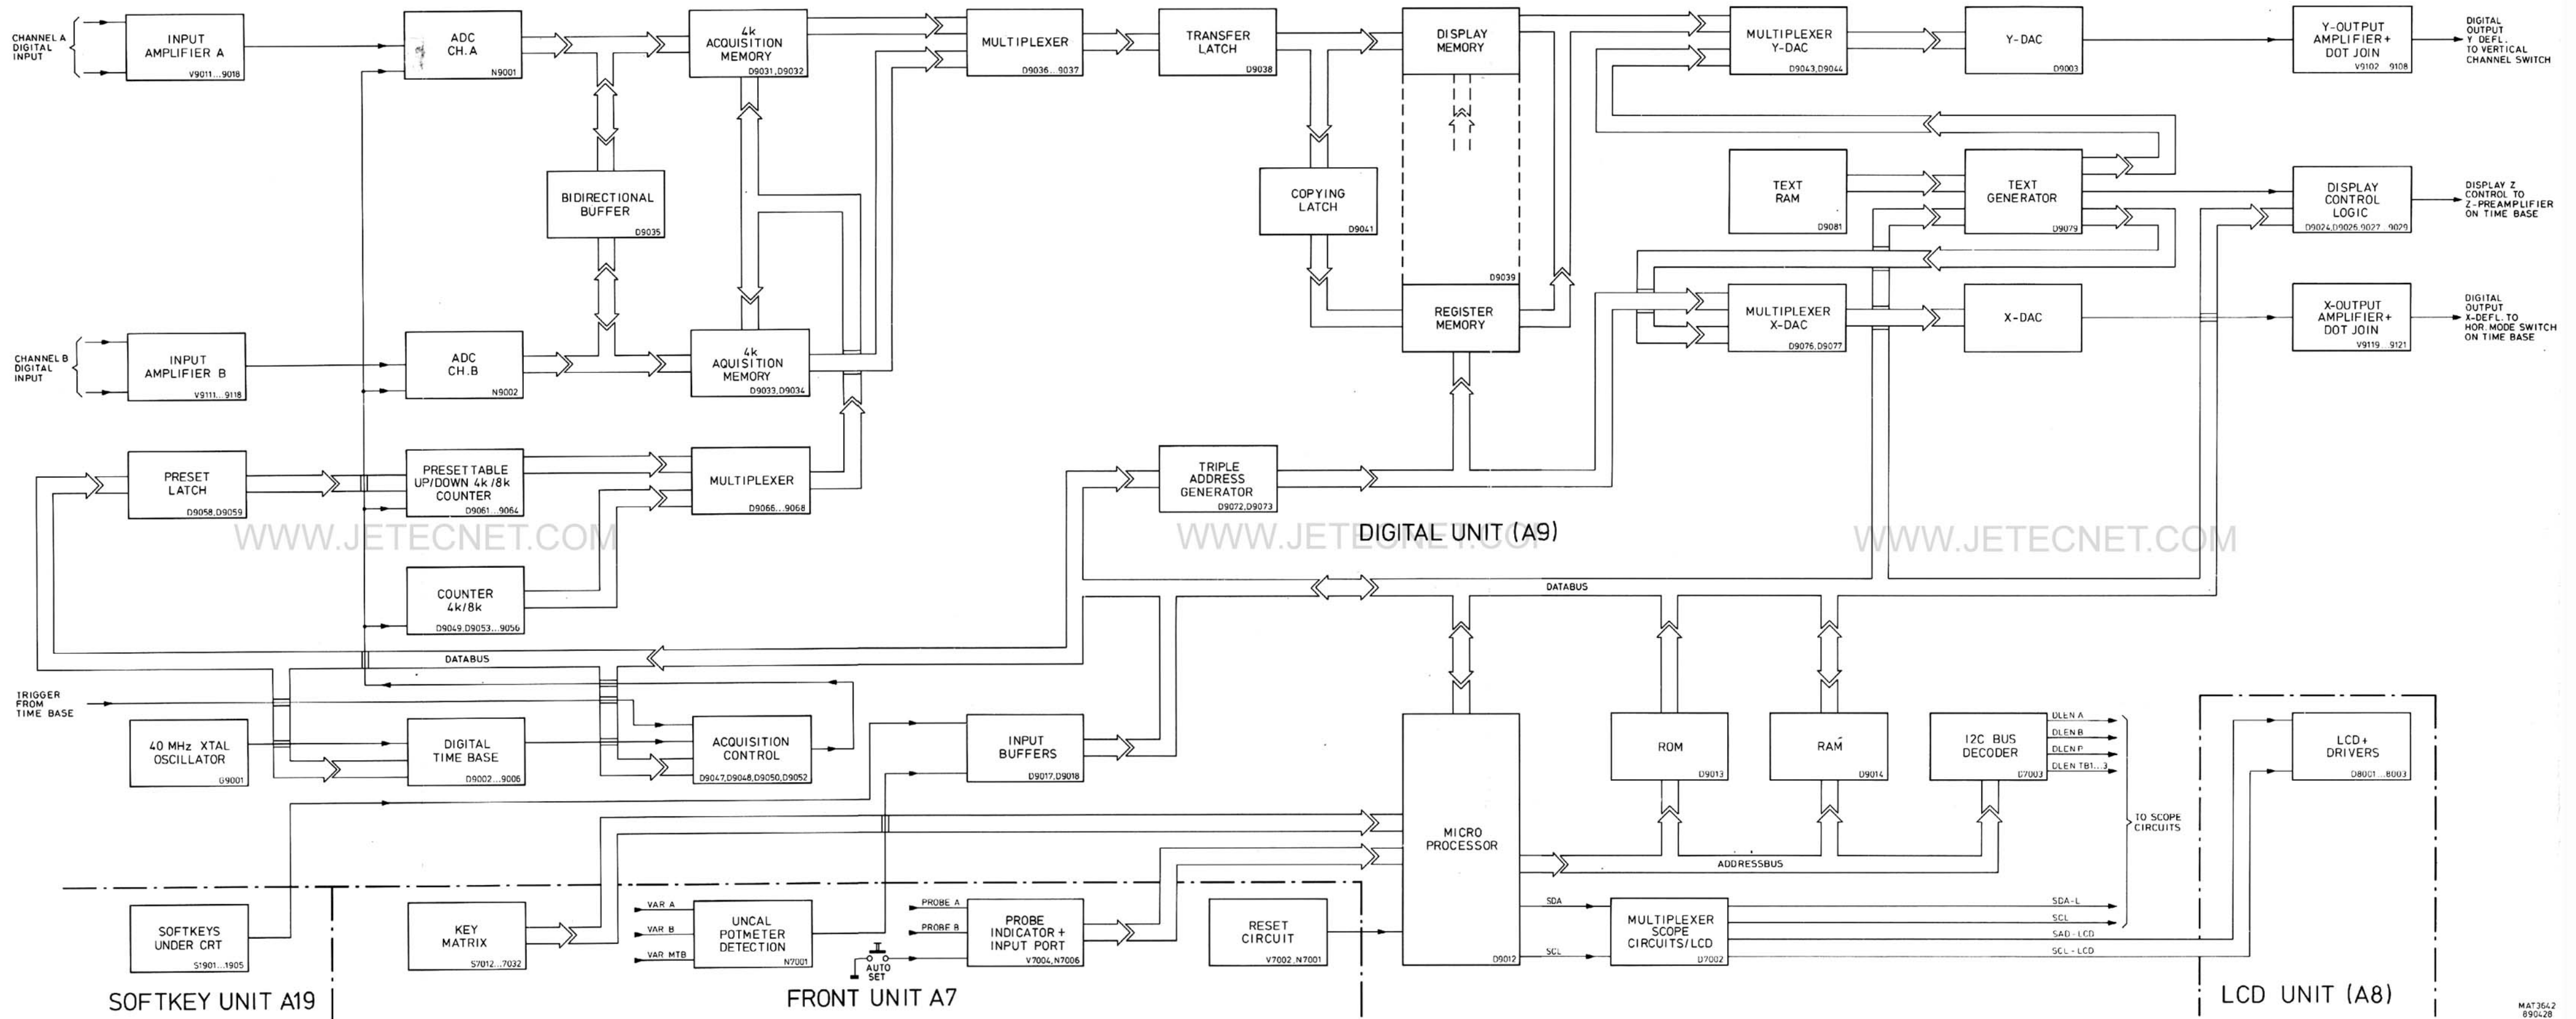 CHANNEL A
DIGITAL
INPUT
INPUT
AMPLIFIER A
V9011...9018
ADC
CH.A
N9001
4k
ACQUISITION
MEMORY
D9031,D9032
MULTIPLEXER
D9036...9037
TRANSFER
LATCH
D9038
DISPLAY
MEMORY
MULTIPLEXER
Y-DAC
D9043,D9044
Y-DAC
D9003
Y-OUTPUT
AMPLIFIER+
DOT JOIN
V9102 9108
DIGITAL
OUTPUT
Y DEFL.
TO VERTICAL
CHANNEL SWITCH
BIDIRECTIONAL
BUFFER
D9035
COPYING
LATCH
D9041
TEXT
RAM
D9081
TEXT
GENERATOR
D9079
DISPLAY
CONTROL
LOGIC
D9024,D9026,9027...9029
DISPLAY Z
CONTROL TO
Z-PREAMPLIFIER
ON TIME BASE
D9039
CHANNEL B
DIGITAL
INPUT
INPUT
AMPLIFIER B
V9111...9118
ADC
CH.B
N9002
4k
AQUISITION
MEMORY
D9033,D9034
REGISTER
MEMORY
MULTIPLEXER
X-DAC
D9076,D9077
X-DAC
X-OUTPUT
AMPLIFIER+
DOT JOIN
V9119...9121
DIGITAL
OUTPUT
X-DEFL. TO
HOR. MODE SWITCH
ON TIME BASE
PRESET
LATCH
D9058,D9059
PRESETTABLE
UP/DOWN 4k/8k
COUNTER
D9061...9064
MULTIPLEXER
D9066...9068
TRIPLE
ADDRESS
GENERATOR
D9072,D9073
WWW.JETECNET.COM
WWW.JETECNET.COM
DIGITAL UNIT (A9)
WWW.JETECNET.COM
COUNTER
4k/8k
D9049,D9053...9056
DATABUS
DATABUS
TRIGGER
FROM
TIME BASE
40 MHz XTAL
OSCILLATOR
G9001
DIGITAL
TIME BASE
D9002...9006
ACQUISITION
CONTROL
D9047,D9048,D9050,D9052
INPUT
BUFFERS
D9017,D9018
MICRO
PROCESSOR
D9012
ROM
D9013
RAM
D9014
I2C BUS
DECODER
D7003
DLEN A
DLEN B
DLEN P
DLEN TB1...3
TO SCOPE
CIRCUITS
LCD+
DRIVERS
D8001...8003
ADDRESSBUS
SOFTKEYS
UNDER CRT
S1901...1905
KEY
MATRIX
S7012...7032
VAR A
VAR B
VAR MTB
UNCAL
POTMETER
DETECTION
N7001
AUTO
SET
PROBE A
PROBE B
PROBE
INDICATOR+
INPUT PORT
V7004,N7006
RESET
CIRCUIT
V7002,N7001
SDA
SCL
MULTIPLEXER
SCOPE
CIRCUITS/LCD
D7002
SDA-L
SCL
SAD-LCD
SCL-LCD
SOFTKEY UNIT A19
FRONT UNIT A7
LCD UNIT (A8)
MAT3642
890428